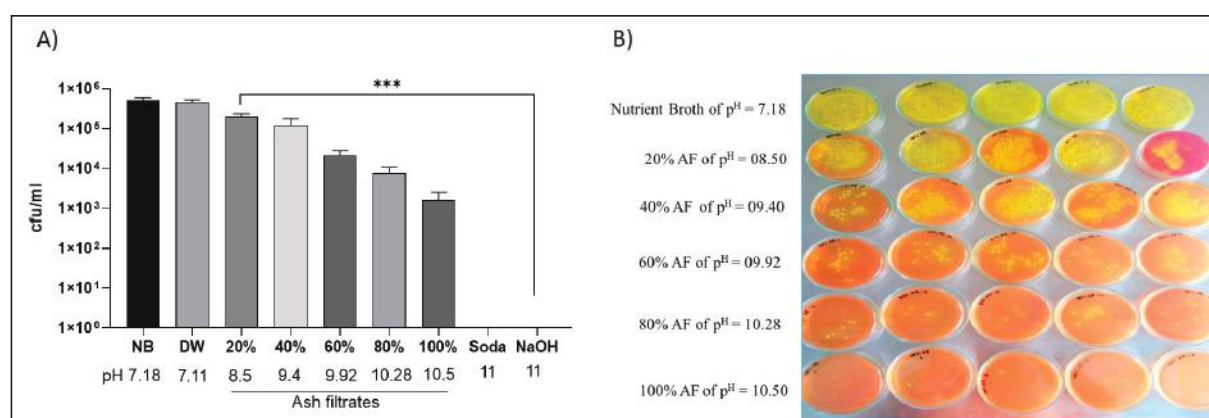 A)
***
cfu/ml
1×10⁶
1×10⁵
1×10⁴
1×10³
1×10²
1×10¹
1×10⁰
NB DW 20% 40% 60% 80% 100% Soda NaOH
pH 7.18 7.11 8.5 9.4 9.92 10.28 10.5 11 11
Ash filtrates
B)
Nutrient Broth of pᴴ = 7.18
20% AF of pᴴ = 08.50
40% AF of pᴴ = 09.40
60% AF of pᴴ = 09.92
80% AF of pᴴ = 10.28
100% AF of pᴴ = 10.50